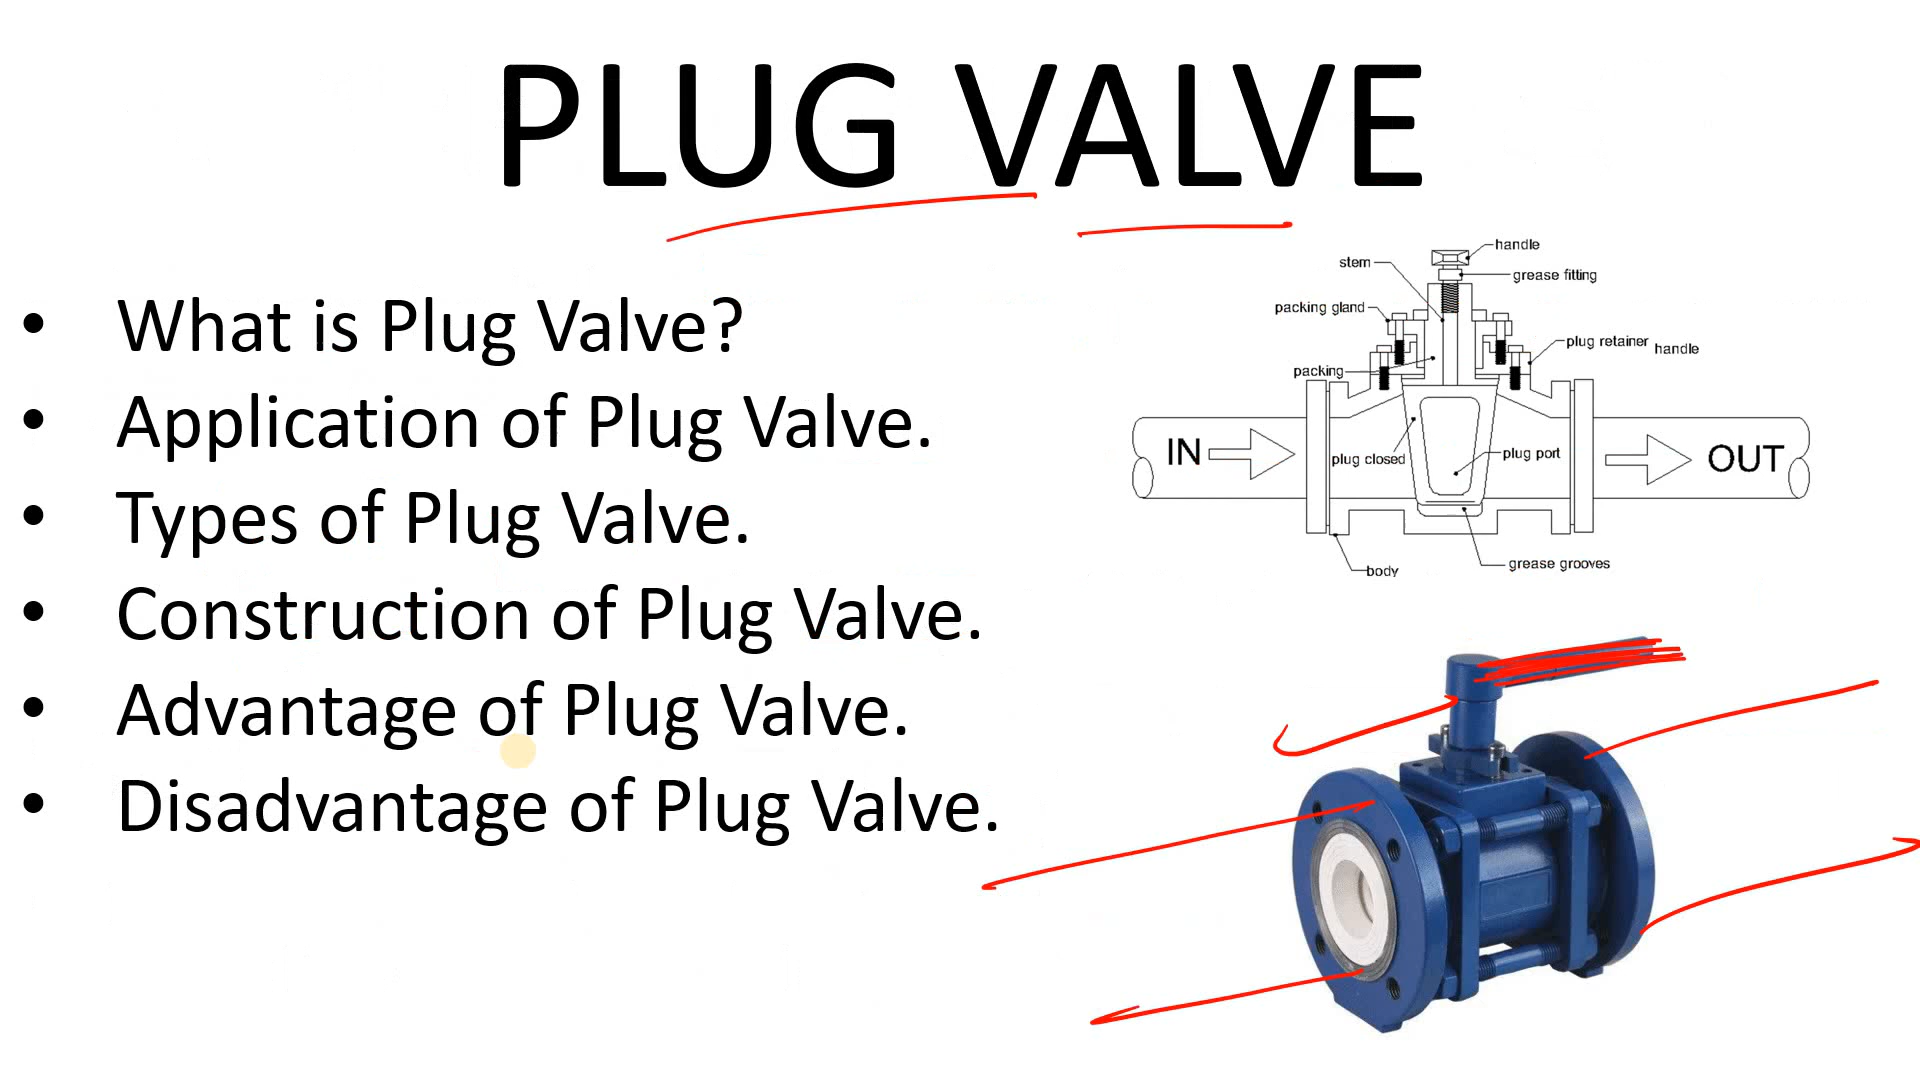 PLUG VALVE
• What is Plug Valve?
• Application of Plug Valve.
• Types of Plug Valve.
• Construction of Plug Valve.
• Advantage of Plug Valve.
• Disadvantage of Plug Valve.
handle
stem
grease fitting
packing gland
plug retainer
handle
packing
IN
plug closed
plug port
OUT
grease grooves
body